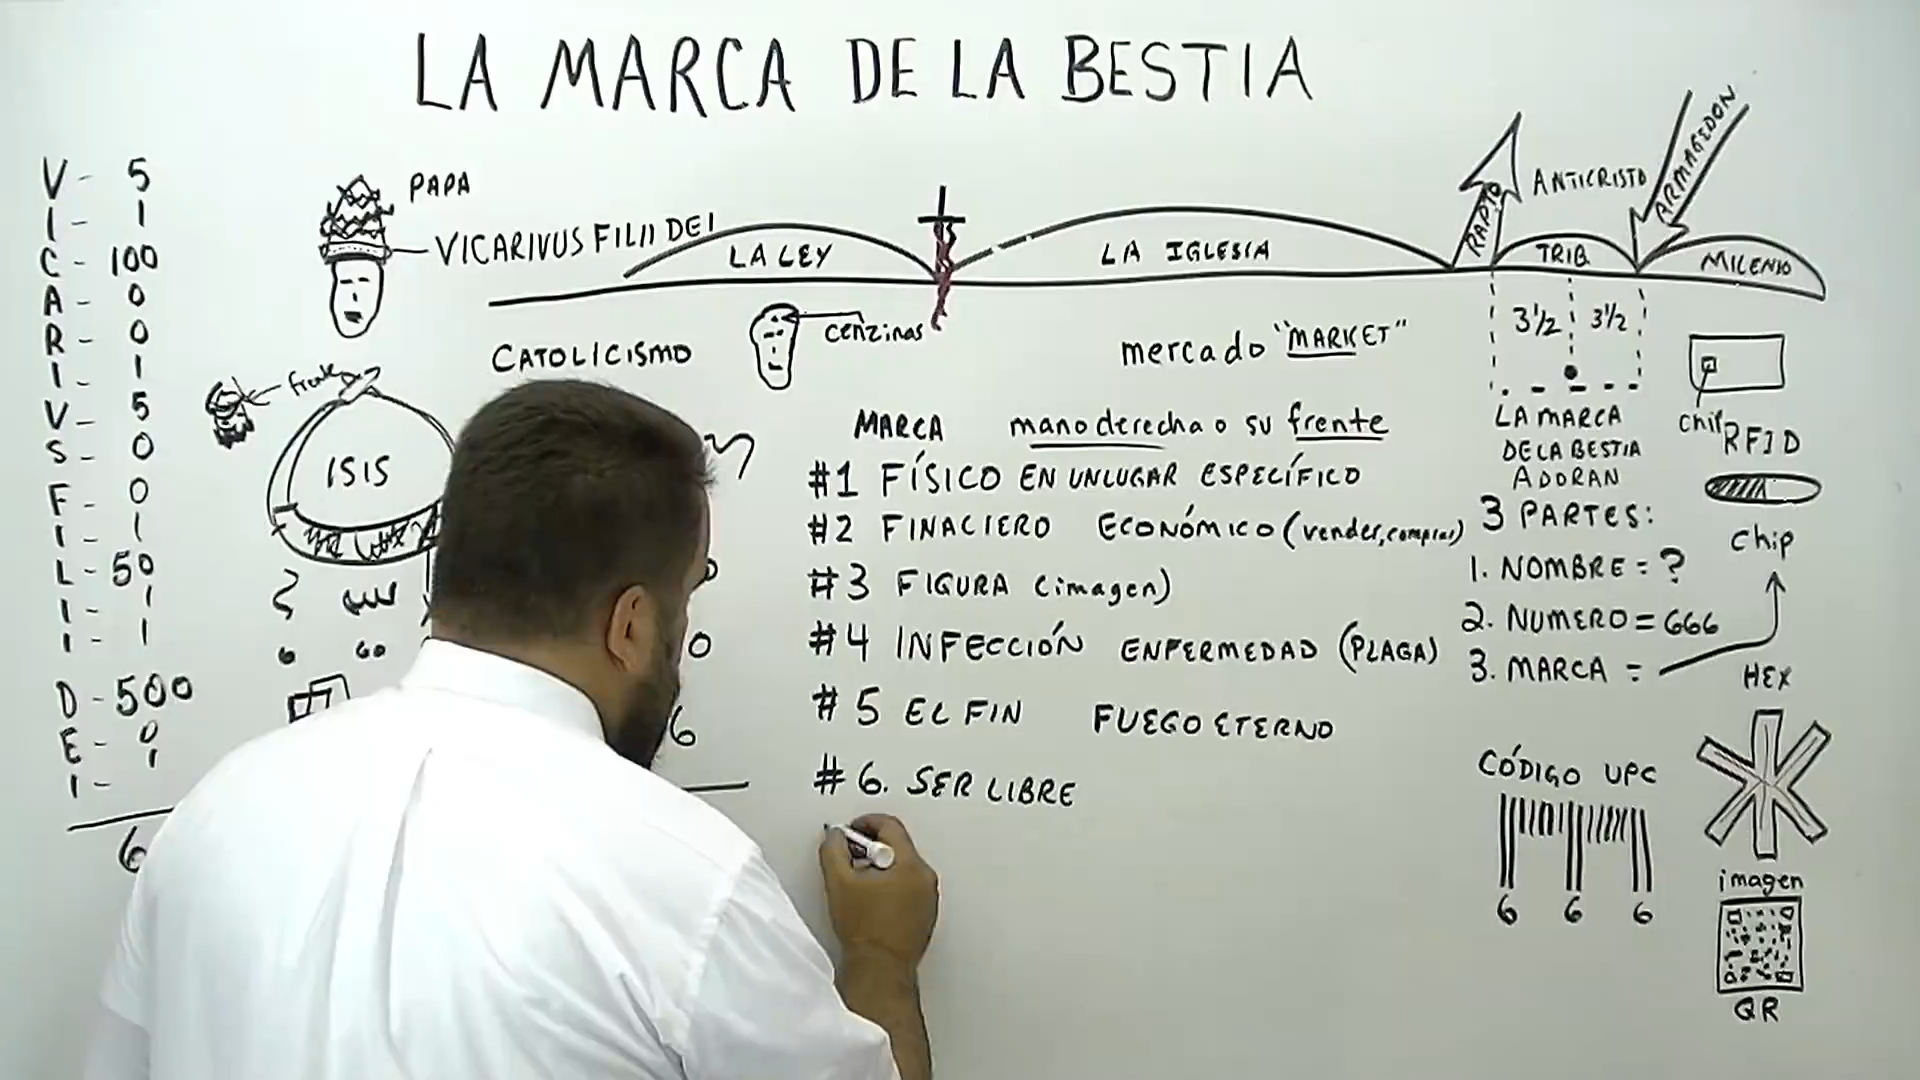 LA MARCA DE LA BESTIA
V - 5
I - 1
C - 100
A - 0
R - 0
I - 1
V - 5
S - 0
F - 0
I - 1
L - 50
I - 1
I - 1
D - 500
E - 0
I - 1
6
PAPA
VICARIVUS FILII DEI
LA LEY
LA IGLESIA
RAPTO
ANTICRISTO
TRIB
ARMAGEDON
MILENIO
3½ 3½
CATOLICISMO
cenzinas
mercado "MARKET"
frente
ISIS
6 60
0
6
MARCA mano derecha o su frente
#1 FÍSICO EN UN LUGAR ESPECÍFICO
#2 FINACIERO ECONÓMICO (vender, comprar)
#3 FIGURA (imagen)
#4 INFECCIÓN ENFERMEDAD (PLAGA)
#5 EL FIN FUEGO ETERNO
#6. SER LIBRE
LA MARCA
DE LA BESTIA
ADORAN
3 PARTES:
1. NOMBRE = ?
2. NUMERO = 666
3. MARCA =
chip
RFID
chip
HEX
CÓDIGO UPC
6 6 6
imagen
QR